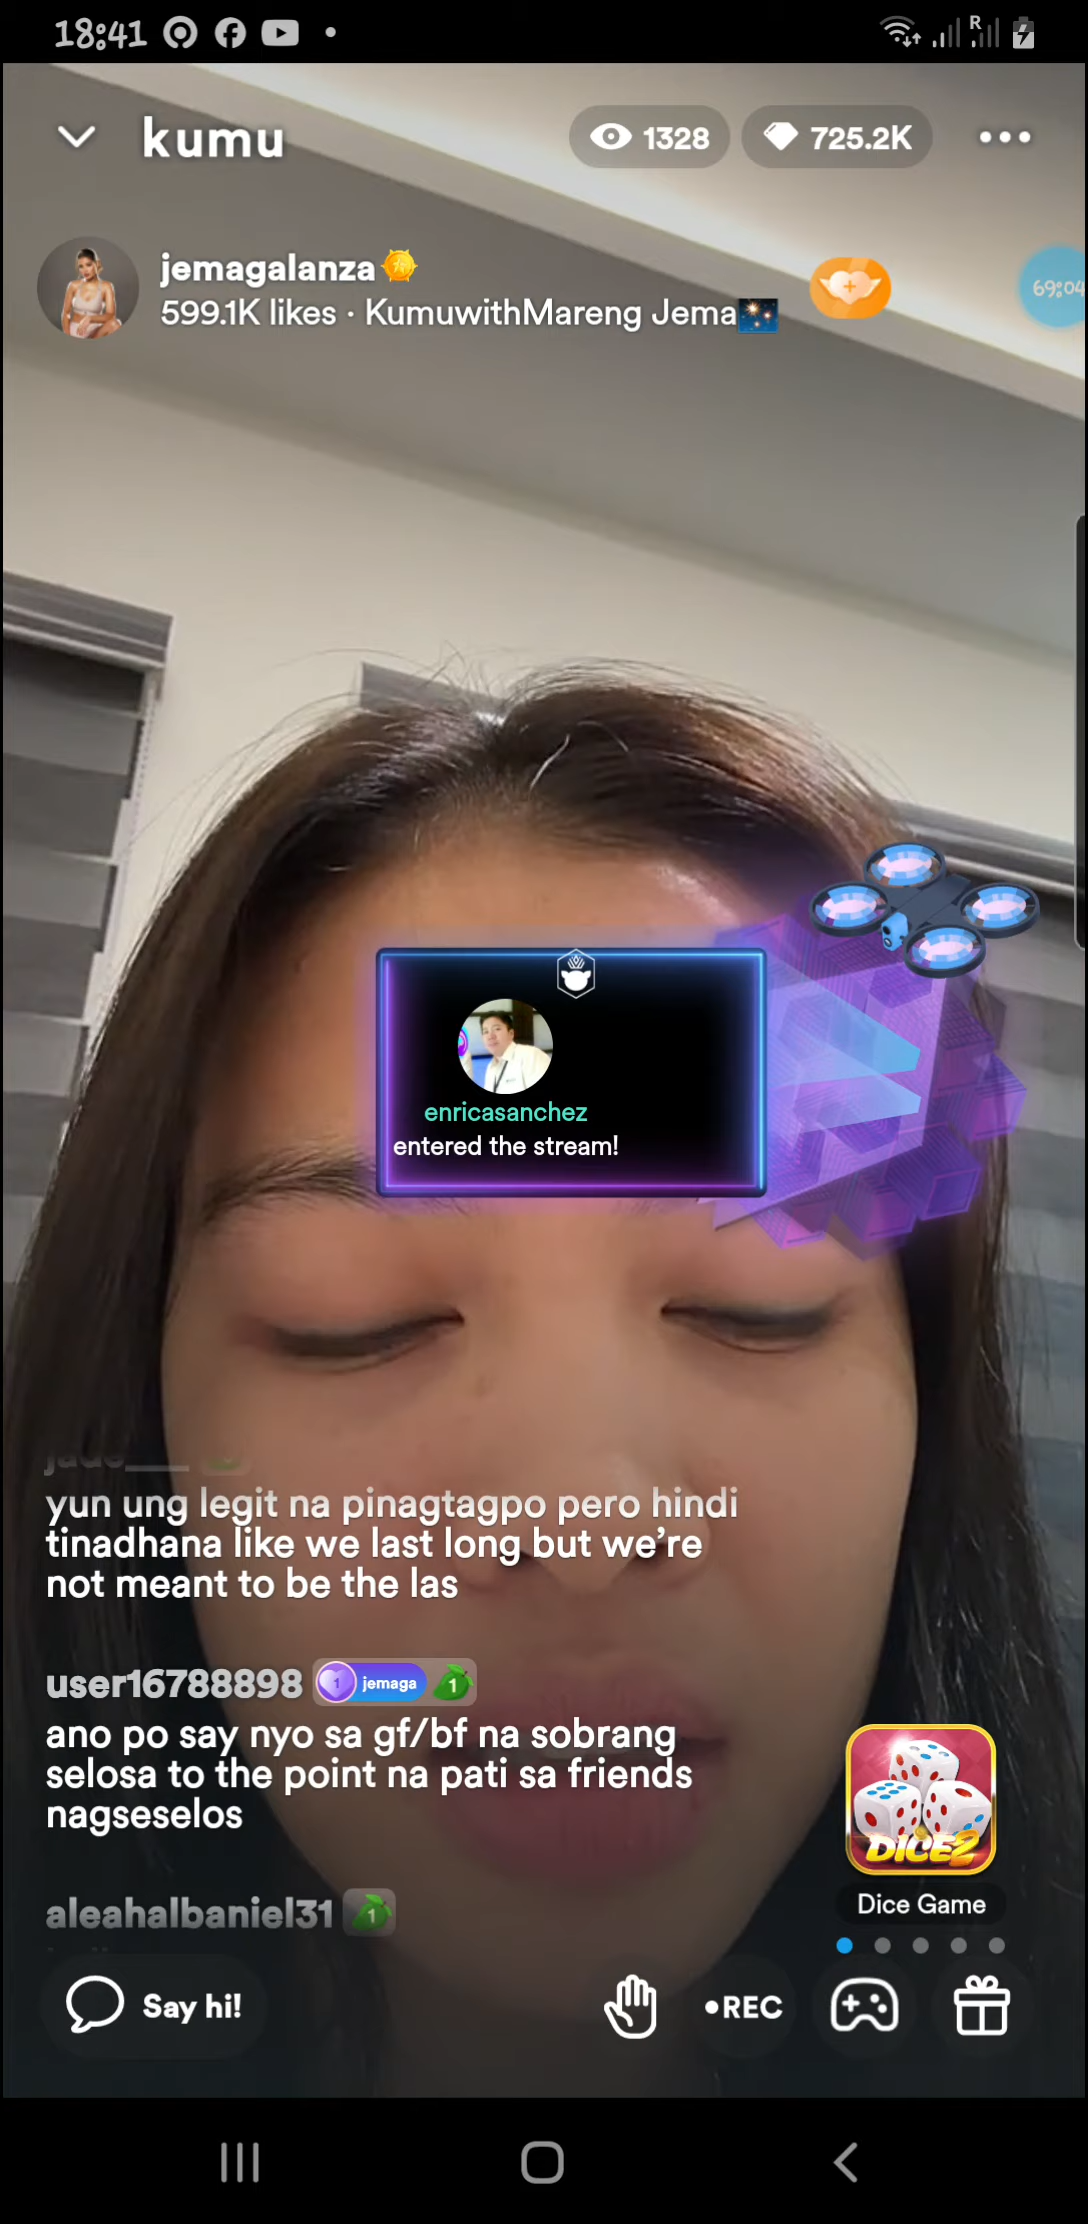 18:41
R
kumu
1328
725.2K
jemagalanza
599.1K likes · KumuwithMareng Jema
69:04
enricasanchez
entered the stream!
yun ung legit na pinagtagpo pero hindi
tinadhana like we last long but we're
not meant to be the las
user16788898 1 jemaga 1
ano po say nyo sa gf/bf na sobrang
selosa to the point na pati sa friends
nagseselos
aleahalbaniel31 1
DICE2
Dice Game
Say hi!
•REC